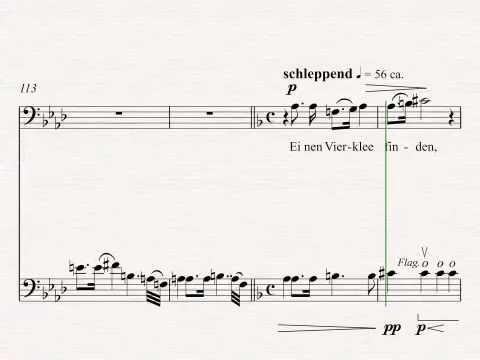 schleppend ♩ = 56 ca.
113
p
Ei nen Vier-klee fin - den,
Flag.
pp p